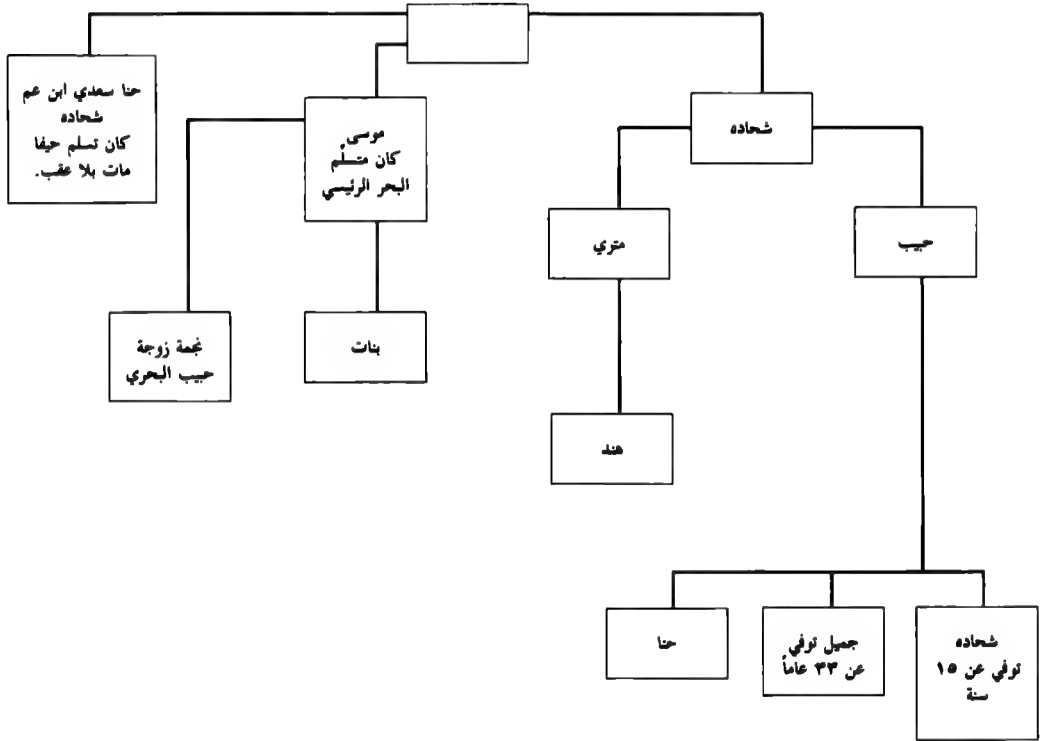 شحاده
حنا سعدي ابن عم
شحاده
كان تسلم حيفا
مات بلا عقب.
موسى
كان متسلّم
البحر الرئيسي
حبيب
متري
بنات
نجمة زوجة
حبيب البحري
هند
شحاده
توفي عن ١٥
سنة
جميل توفي
عن ٣٣ عاماً
حنا